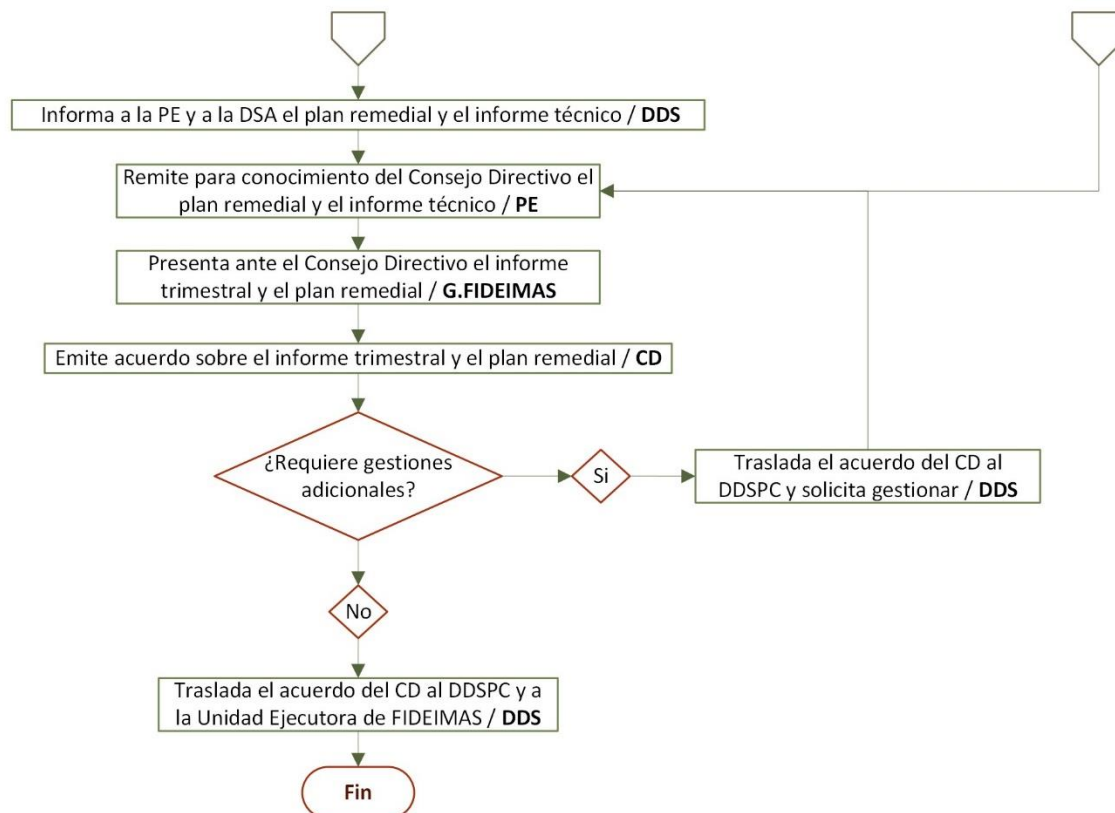 Informa a la PE y a la DSA el plan remedial y el informe técnico / DDS
Remite para conocimiento del Consejo Directivo el
plan remedial y el informe técnico / PE
Presenta ante el Consejo Directivo el informe
trimestral y el plan remedial / G.FIDEIMAS
Emite acuerdo sobre el informe trimestral y el plan remedial / CD
¿Requiere gestiones
adicionales?
Si
Traslada el acuerdo del CD al
DDSPC y solicita gestionar / DDS
No
Traslada el acuerdo del CD al DDSPC y a
la Unidad Ejecutora de FIDEIMAS / DDS
Fin